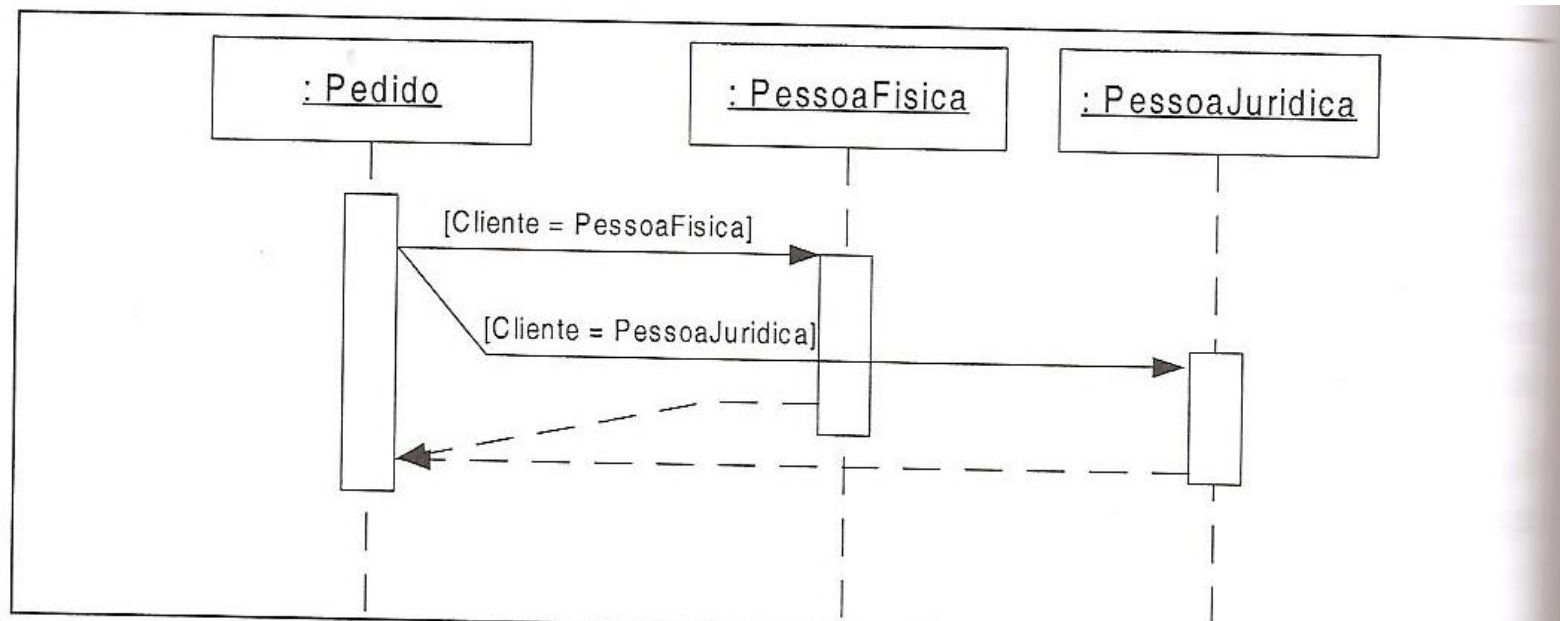 : Pedido
: PessoaFisica
: PessoaJuridica
[Cliente = PessoaFisica]
[Cliente = PessoaJuridica]